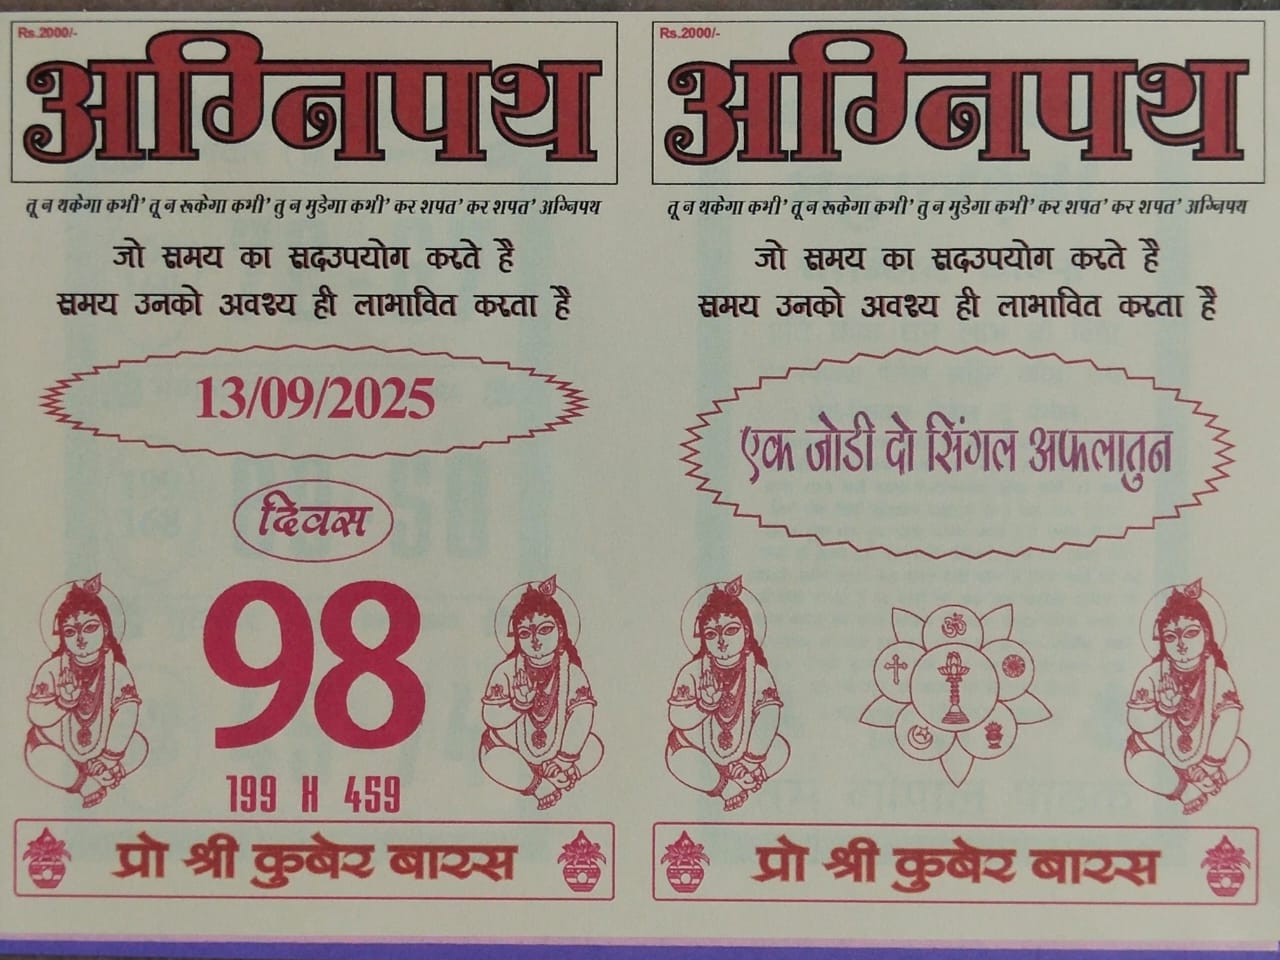 Rs.2000/-
अग्निपथ
तू न थकेगा कभी' तू न रूकेगा कभी' तु न मुडेगा कभी' कर शपत' कर शपत' अग्निपथ
जो समय का सदउपयोग करते है
समय उनको अवश्य ही लाभावित करता है
13/09/2025
दिवस
98
199 H 459
प्रो श्री कुबेर बारस
Rs.2000/-
अग्निपथ
तू न थकेगा कभी' तू न रूकेगा कभी' तु न मुडेगा कभी' कर शपत' कर शपत' अग्निपथ
जो समय का सदउपयोग करते है
समय उनको अवश्य ही लाभावित करता है
एक जोडी दो सिंगल अफलातुन
प्रो श्री कुबेर बारस